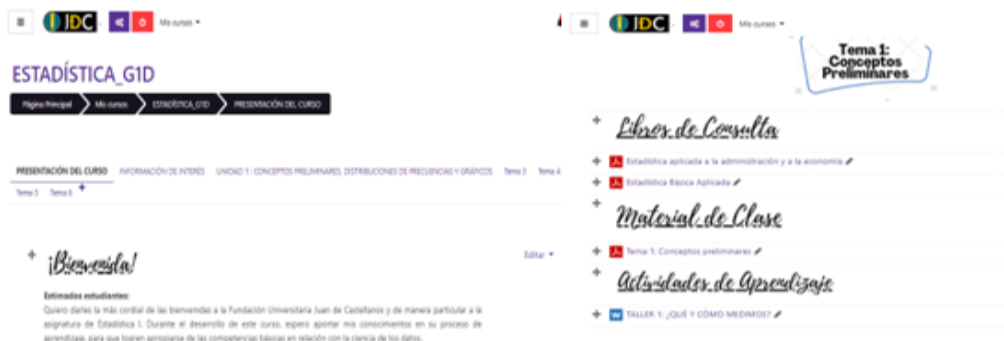 JDC
Mis cursos
ESTADÍSTICA_G1D
Página Principal
Mis cursos
ESTADÍSTICA_G1D
PRESENTACIÓN DEL CURSO
PRESENTACIÓN DEL CURSO
INFORMACIÓN DE INTERÉS
UNIDAD 1: CONCEPTOS PRELIMINARES, DISTRIBUCIONES DE FRECUENCIAS Y GRÁFICOS
Tema 3
Tema 4
Tema 5
Tema 6
¡Bienvenida!
Editar
Estimados estudiantes:
Quiero darles la más cordial de las bienvenidas a la Fundación Universitaria Juan de Castellanos y de manera particular a la
asignatura de Estadística I. Durante el desarrollo de este curso, espero aportar mis conocimientos en su proceso de
aprendizaje, para que logren apropiarse de las competencias básicas en relación con la ciencia de los datos.
JDC
Mis cursos
Tema 1:
Conceptos
Preliminares
Libros de Consulta
Estadística aplicada a la administración y a la economía
Estadística Básica Aplicada
Material de Clase
Tema 1: Conceptos preliminares
Actividades de Aprendizaje
TALLER 1: ¿QUÉ Y CÓMO MEDIMOS?